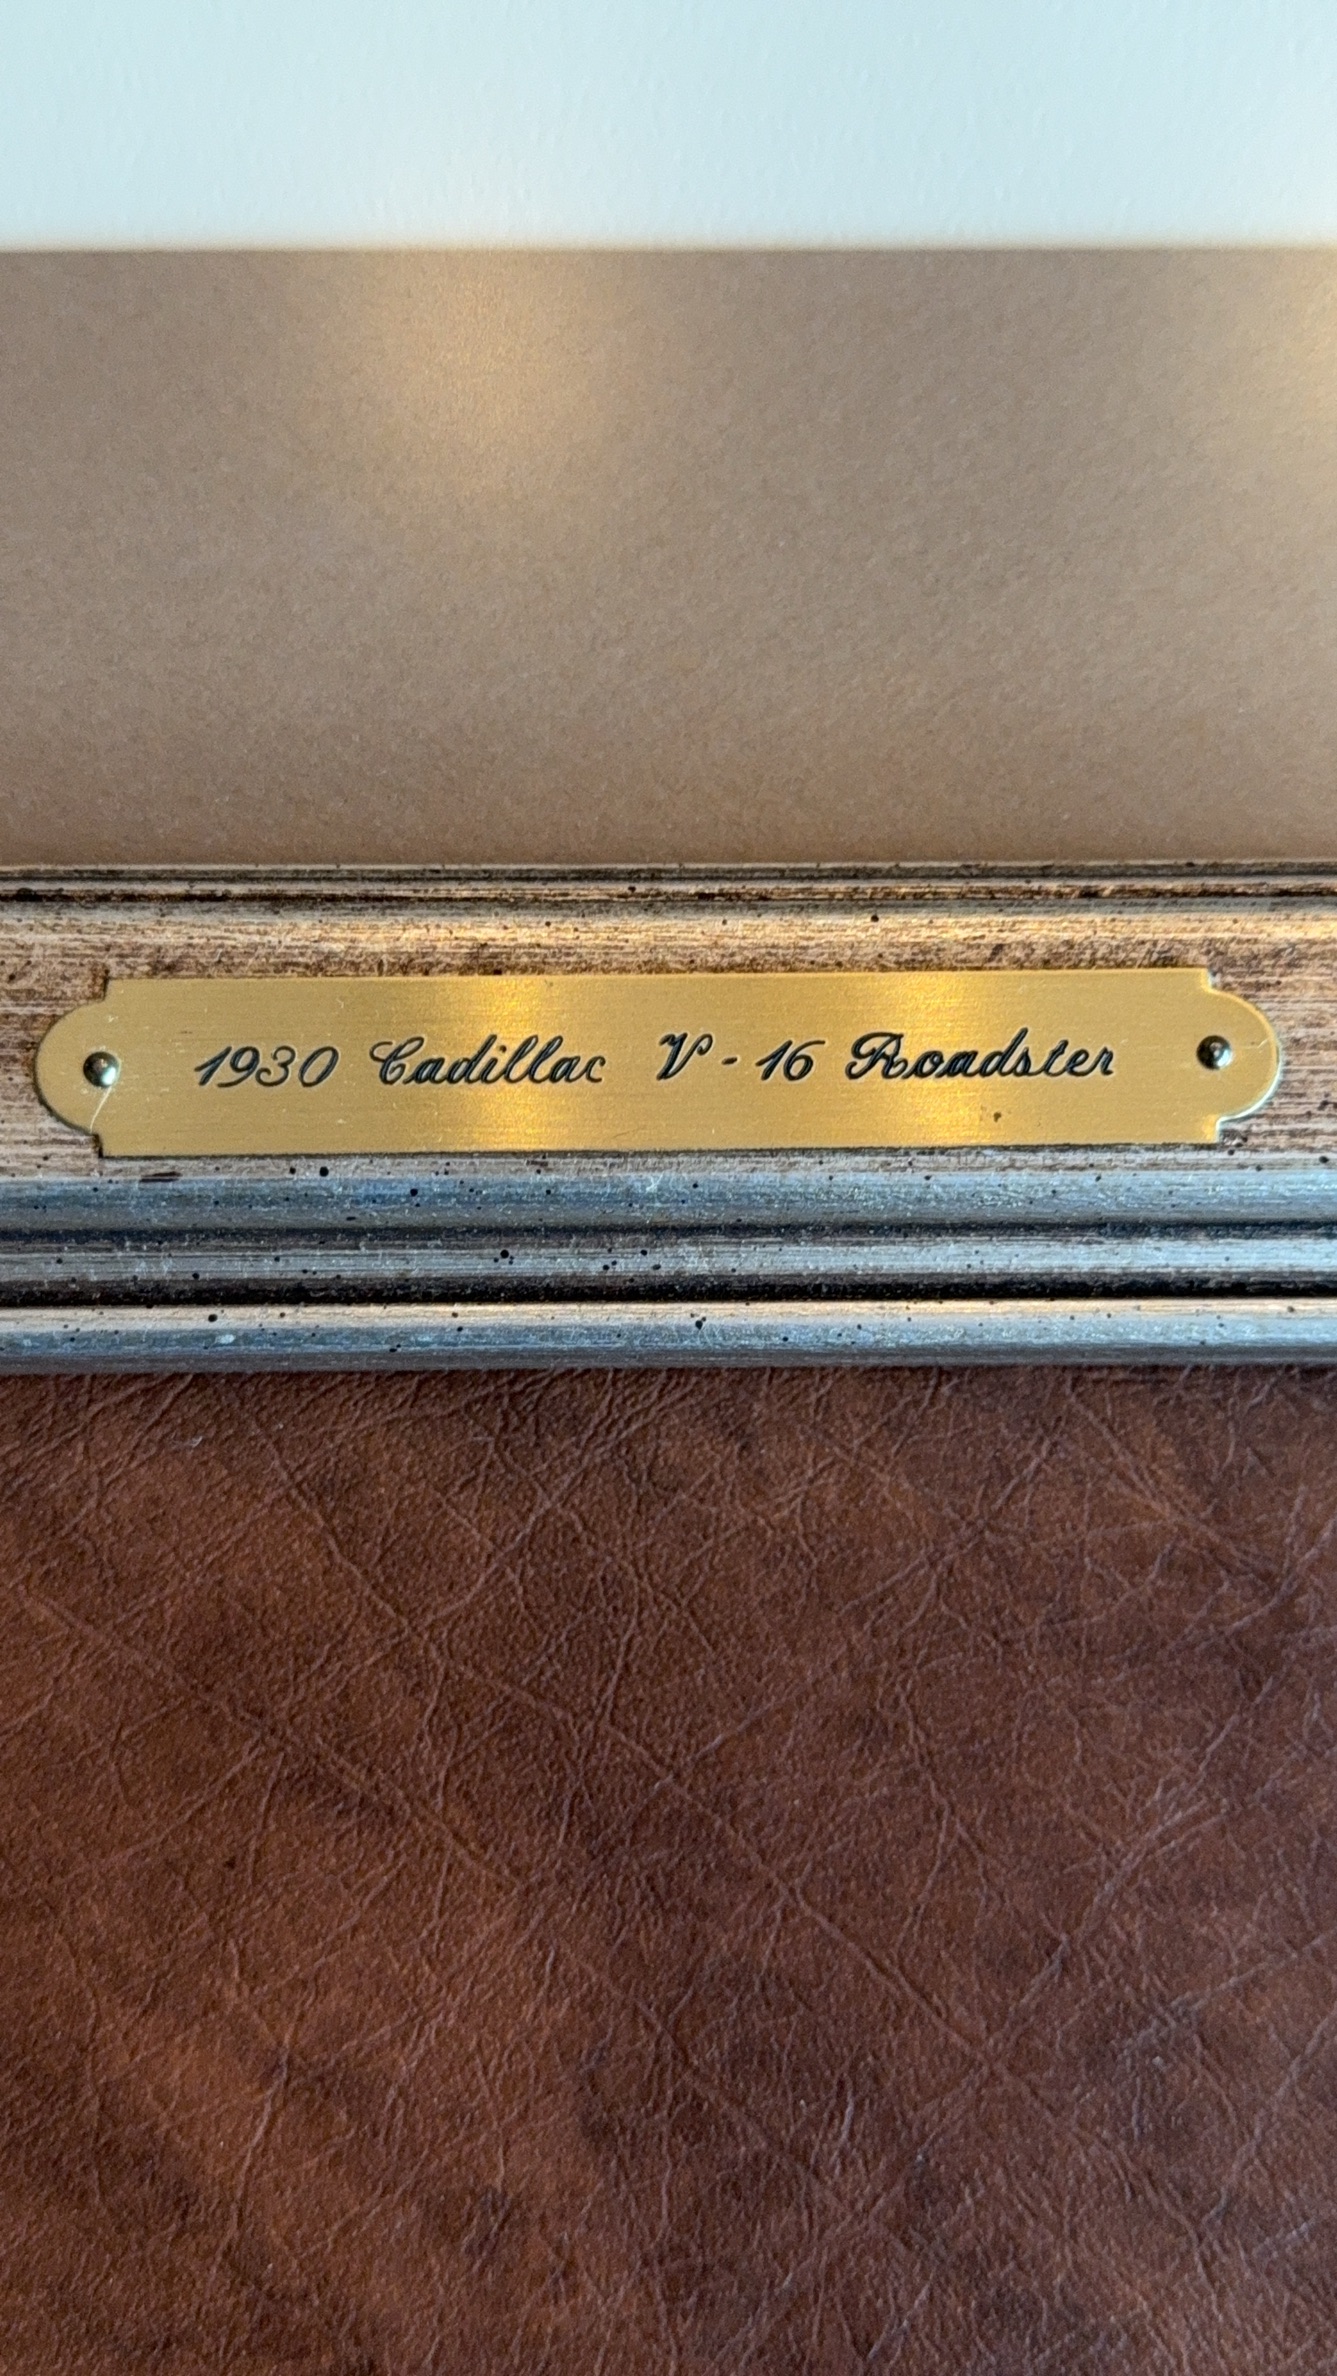 1930 Cadillac V - 16 Roadster